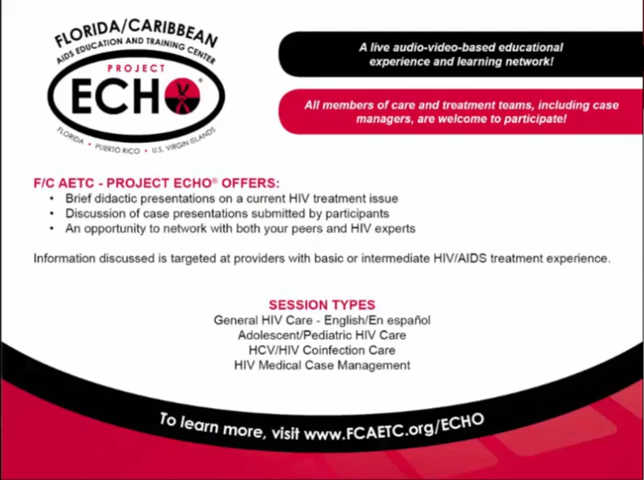 FLORIDA/CARIBBEAN
AIDS EDUCATION AND TRAINING CENTER
PROJECT
ECHO®
FLORIDA • PUERTO RICO • U.S. VIRGIN ISLANDS
A live audio-video-based educational
experience and learning network!
All members of care and treatment teams, including case
managers, are welcome to participate!
F/C AETC - PROJECT ECHO® OFFERS:
• Brief didactic presentations on a current HIV treatment issue
• Discussion of case presentations submitted by participants
• An opportunity to network with both your peers and HIV experts
Information discussed is targeted at providers with basic or intermediate HIV/AIDS treatment experience.
SESSION TYPES
General HIV Care - English/En español
Adolescent/Pediatric HIV Care
HCV/HIV Coinfection Care
HIV Medical Case Management
To learn more, visit www.FCAETC.org/ECHO